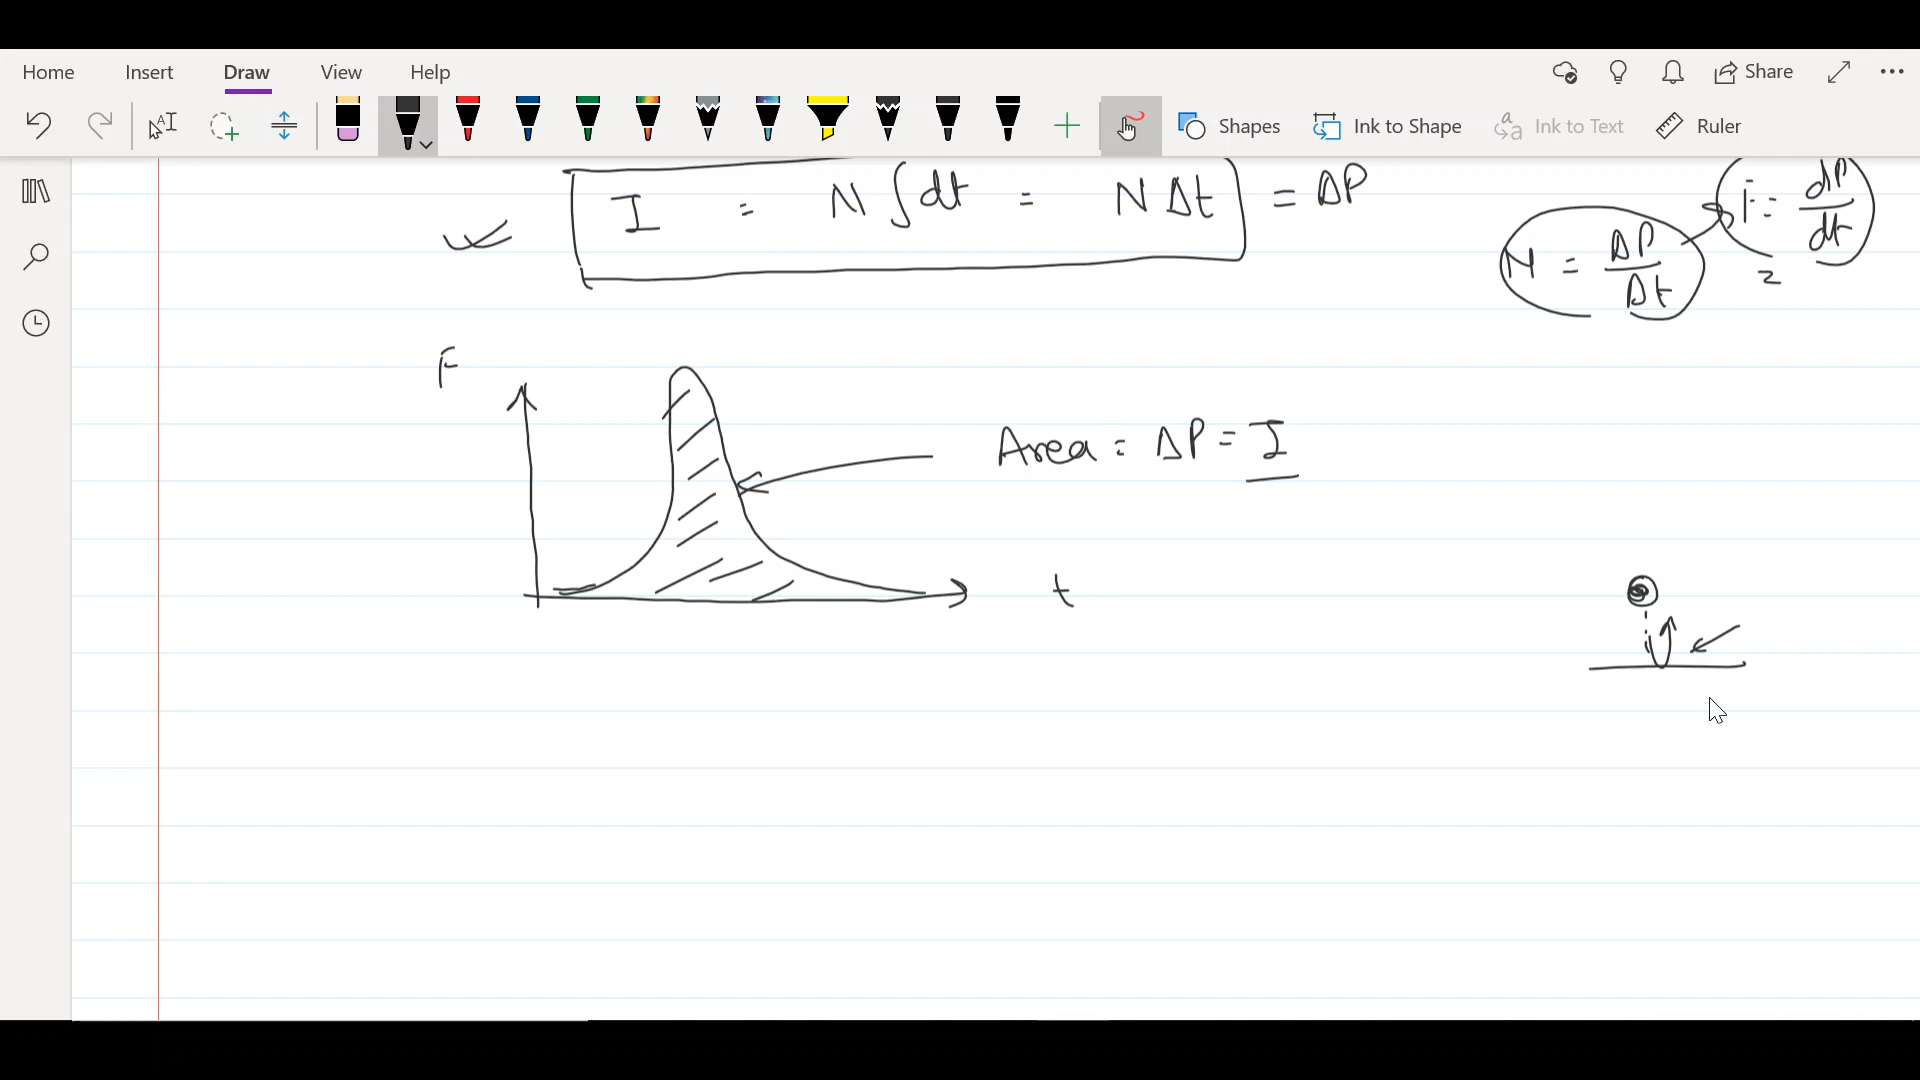 Home Insert Draw View Help Share
Shapes Ink to Shape Ink to Text Ruler
I = N ∫dt = NΔt = ΔP
N = ΔP/Δt
F = dP/dt
F
Area = ΔP = I
t